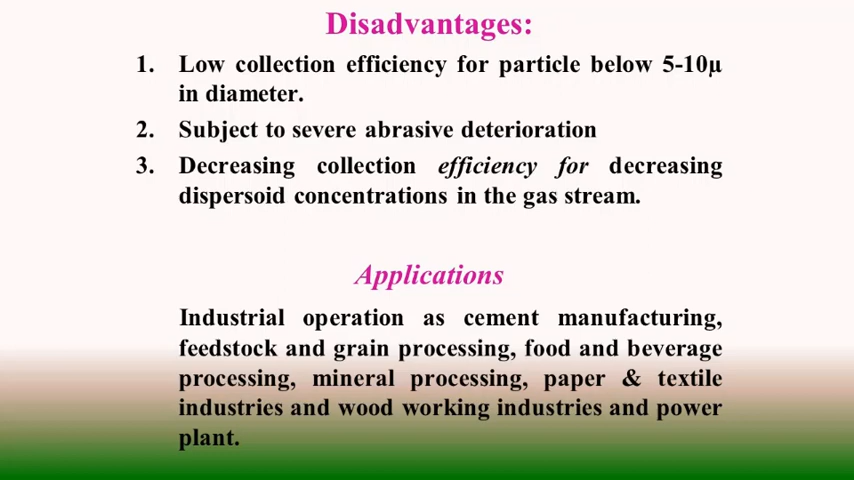 Disadvantages:
1. Low collection efficiency for particle below 5-10μ
in diameter.
2. Subject to severe abrasive deterioration
3. Decreasing collection efficiency for decreasing
dispersoid concentrations in the gas stream.
Applications
Industrial operation as cement manufacturing,
feedstock and grain processing, food and beverage
processing, mineral processing, paper & textile
industries and wood working industries and power
plant.